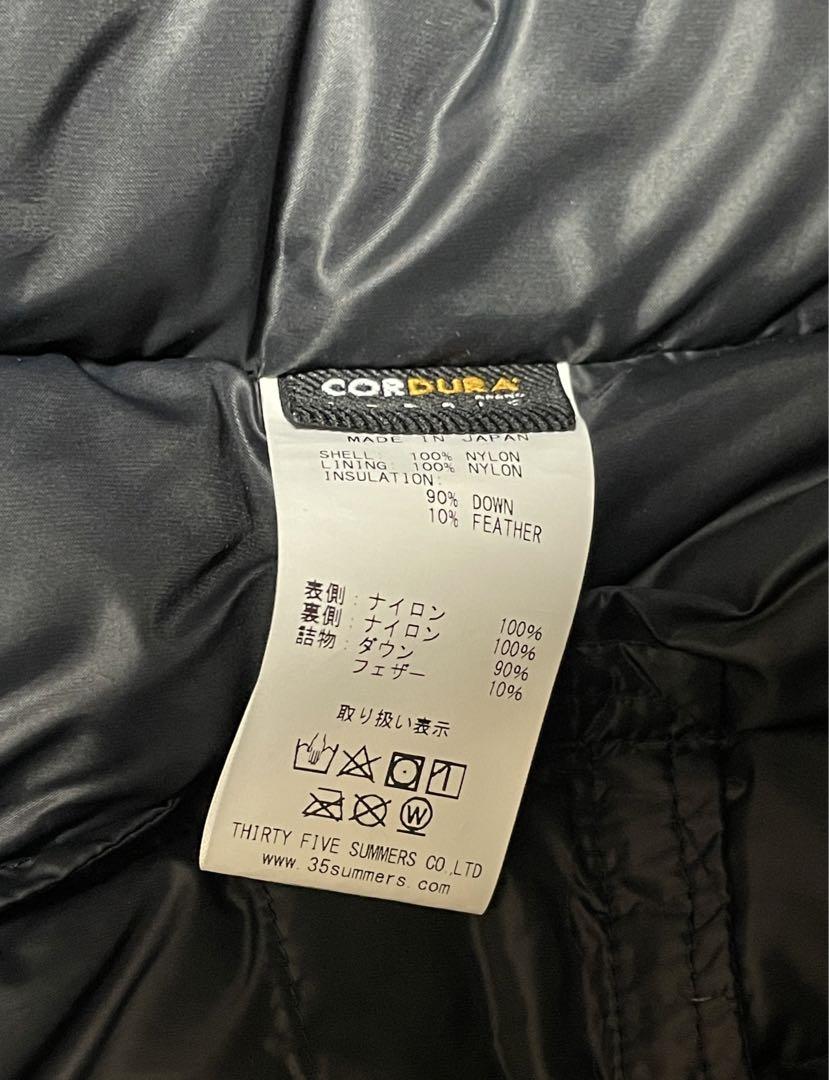 CORDURA
BRAND
MADE IN JAPAN
SHELL: 100% NYLON
LINING: 100% NYLON
INSULATION:
90% DOWN
10% FEATHER
表側:ナイロン 100%
裏側:ナイロン 100%
詰物:ダウン 90%
フェザー 10%
取り扱い表示
W
THIRTY FIVE SUMMERS CO.,LTD
www.35summers.com